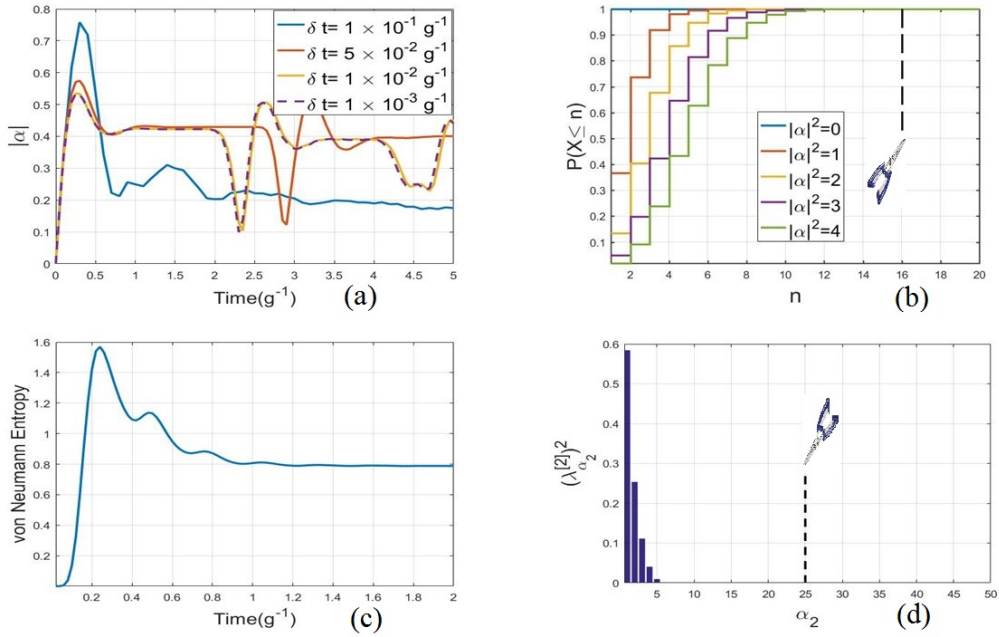 0.8
0.7
0.6
0.5
0.4
0.3
0.2
0.1
0
|α|
0 0.5 1 1.5 2 2.5 3 3.5 4 4.5 5
Time(g⁻¹)
(a)
δ t= 1 × 10⁻¹ g⁻¹
δ t= 5 × 10⁻² g⁻¹
δ t= 1 × 10⁻² g⁻¹
δ t= 1 × 10⁻³ g⁻¹
1
0.9
0.8
0.7
0.6
0.5
0.4
0.3
0.2
0.1
P(X≤ n)
2 4 6 8 10 12 14 16 18 20
n
(b)
|α|²=0
|α|²=1
|α|²=2
|α|²=3
|α|²=4
1.6
1.4
1.2
1
0.8
0.6
0.4
0.2
von Neumann Entropy
0.2 0.4 0.6 0.8 1 1.2 1.4 1.6 1.8 2
Time(g⁻¹)
(c)
0.6
0.5
0.4
0.3
0.2
0.1
0
(λ[2]α₂)²
5 10 15 20 25 30 35 40 45 50
α₂
(d)